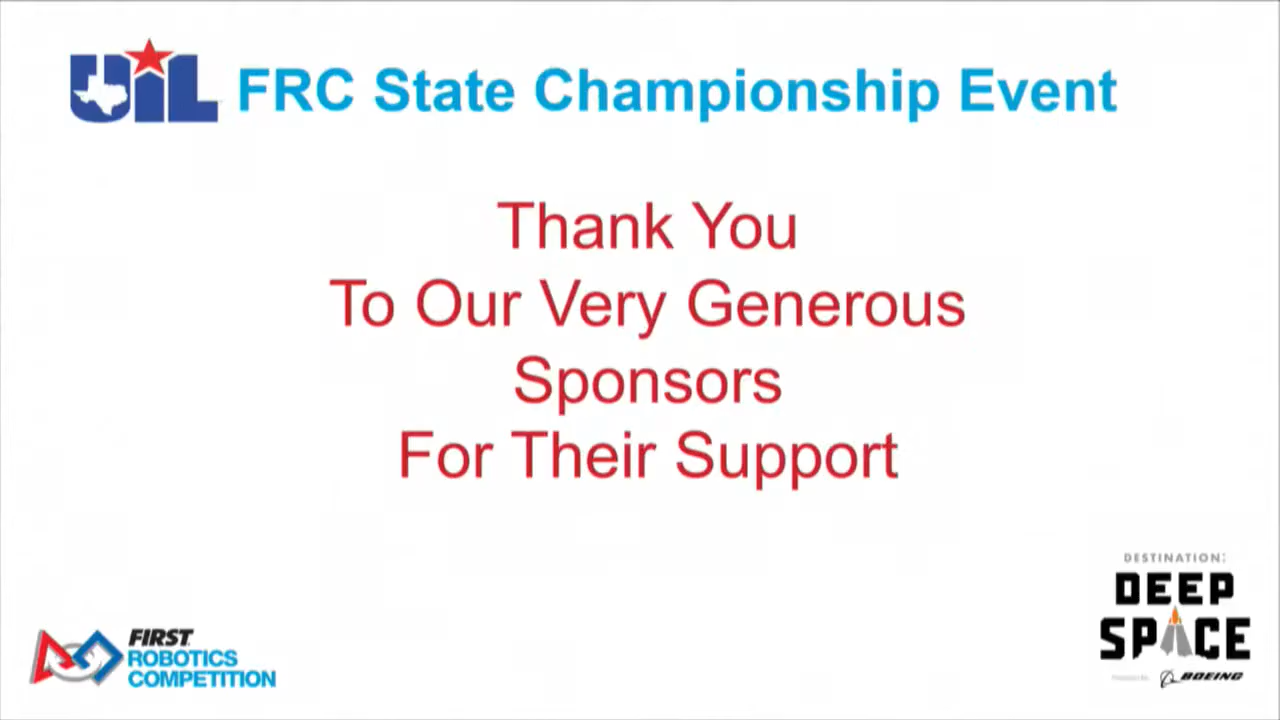 UIL FRC State Championship Event
Thank You
To Our Very Generous
Sponsors
For Their Support
DESTINATION:
DEEP
SPACE
BOEING
FIRST
ROBOTICS
COMPETITION